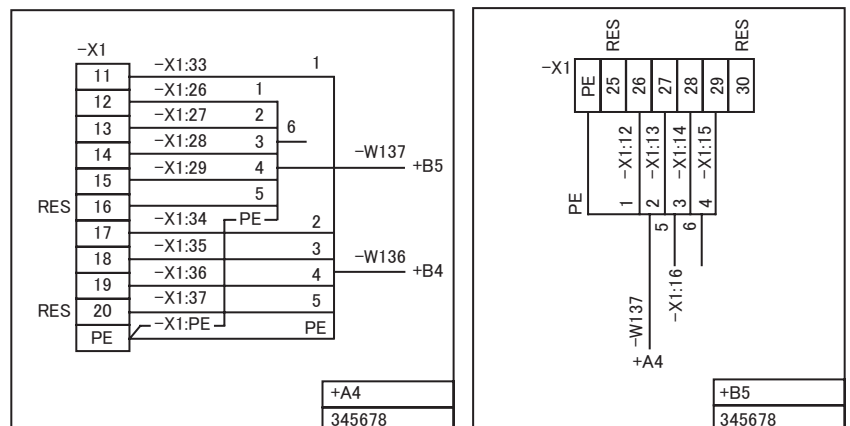 -X1
11 -X1:33 1
12 -X1:26 1
13 -X1:27 2
14 -X1:28 3 6
15 -X1:29 4 -W137 +B5
RES 16 5
17 -X1:34 PE 2
18 -X1:35 3
19 -X1:36 4 -W136 +B4
RES 20 -X1:37 5
PE -X1:PE PE
+A4
345678
RES RES
-X1 PE 25 26 27 28 29 30
-X1:12 -X1:13 -X1:14 -X1:15
PE 1 2 3 4
5 6
-W137 -X1:16
+A4
+B5
345678